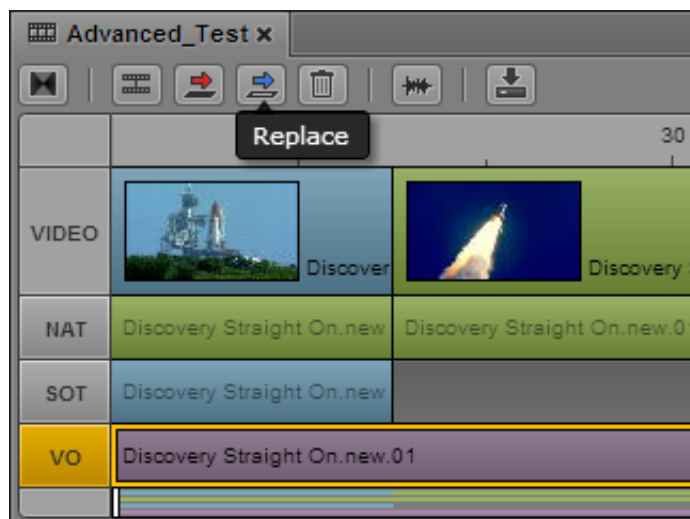 Advanced_Test ×
Replace
30
VIDEO
Discover
Discovery
NAT
Discovery Straight On.new
Discovery Straight On.new.0
SOT
Discovery Straight On.new
VO
Discovery Straight On.new.01